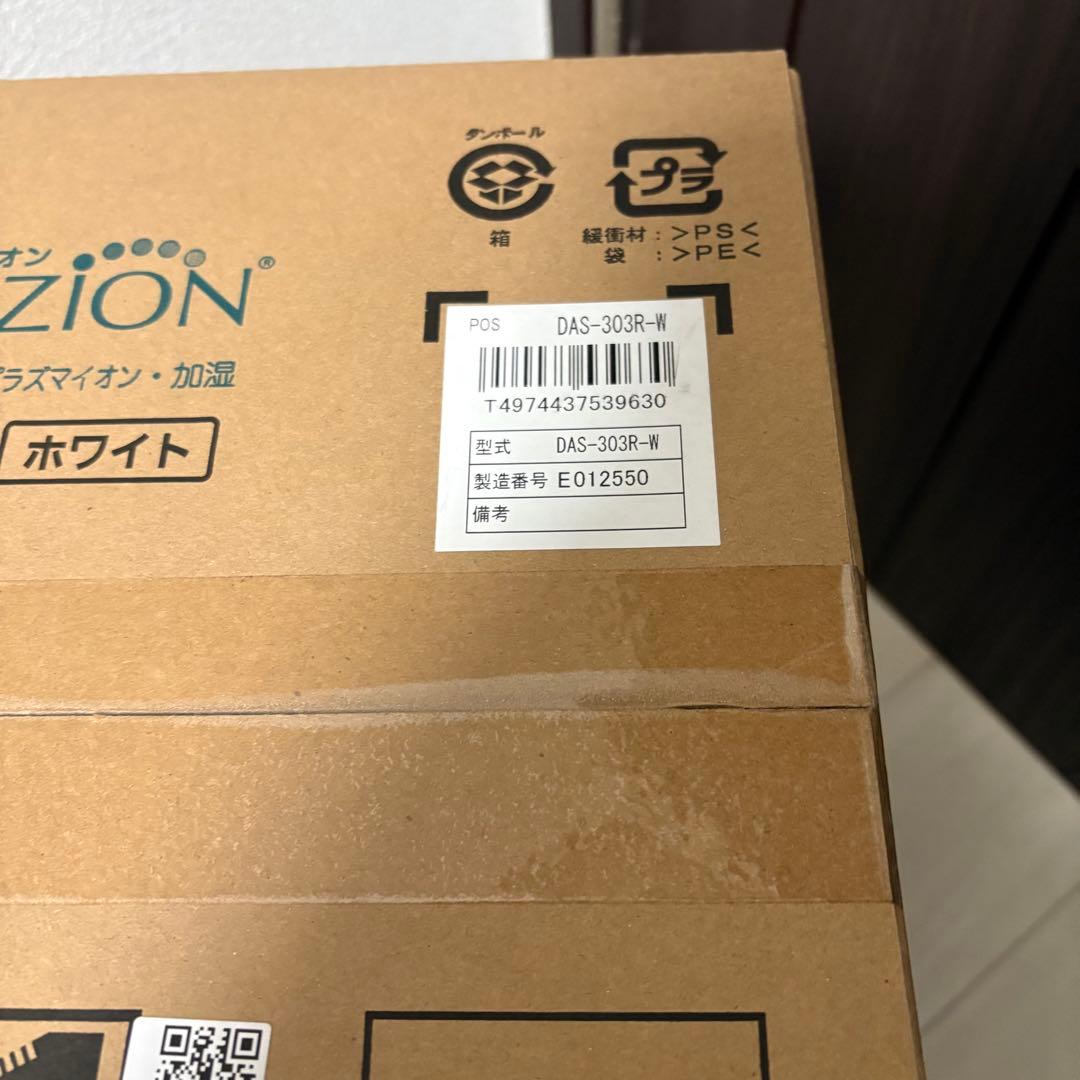 ダンボール
プラ
箱
緩衝材：>PS<
袋 ：>PE<
オン
ZiON®
プラズマイオン・加湿
ホワイト
POS DAS-303R-W
T4974437539630
型式 DAS-303R-W
製造番号 E012550
備考